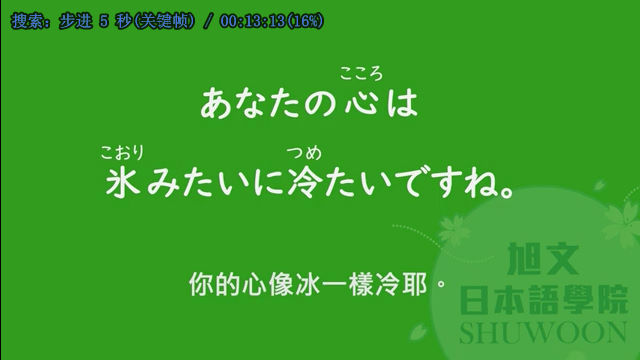 搜索: 步进 5 秒(关键帧) / 00:13:13(16%)
こころ
あなたの心は
こおり つめ
氷みたいに冷たいですね。
你的心像冰一樣冷耶。
旭文
日本語學院
SHUWOON